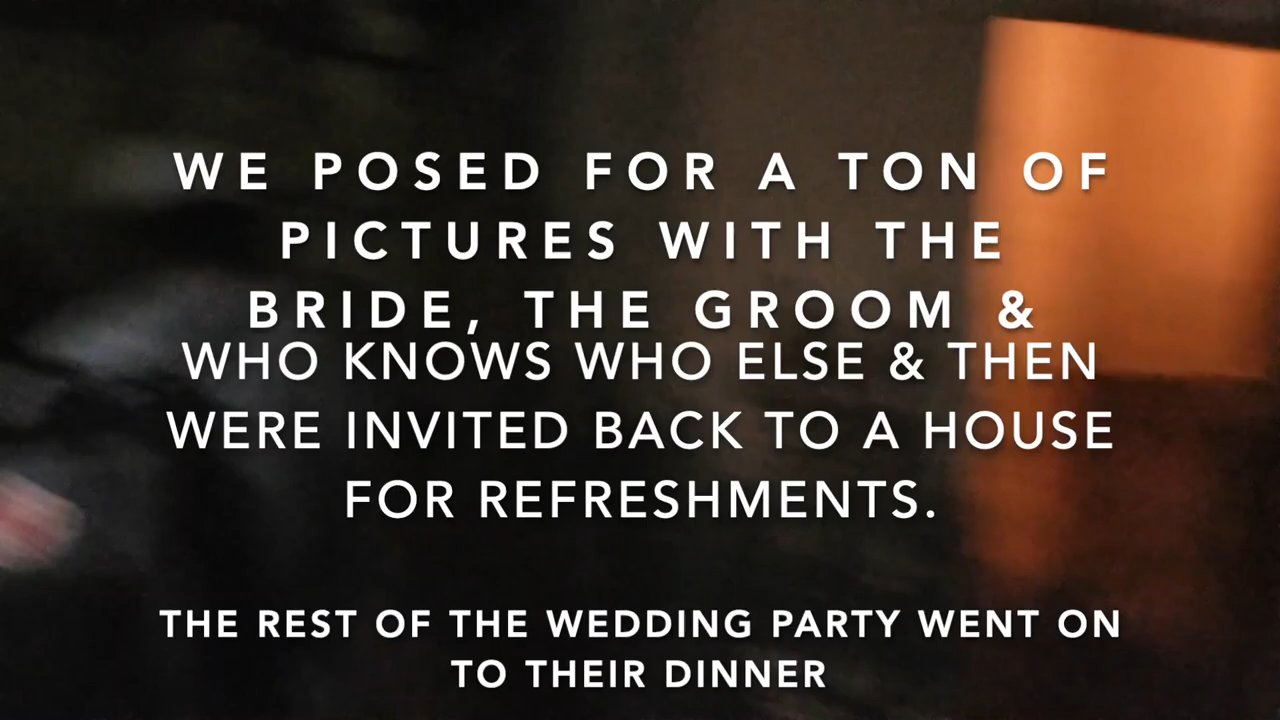 WE POSED FOR A TON OF
PICTURES WITH THE
BRIDE, THE GROOM &
WHO KNOWS WHO ELSE & THEN
WERE INVITED BACK TO A HOUSE
FOR REFRESHMENTS.
THE REST OF THE WEDDING PARTY WENT ON
TO THEIR DINNER